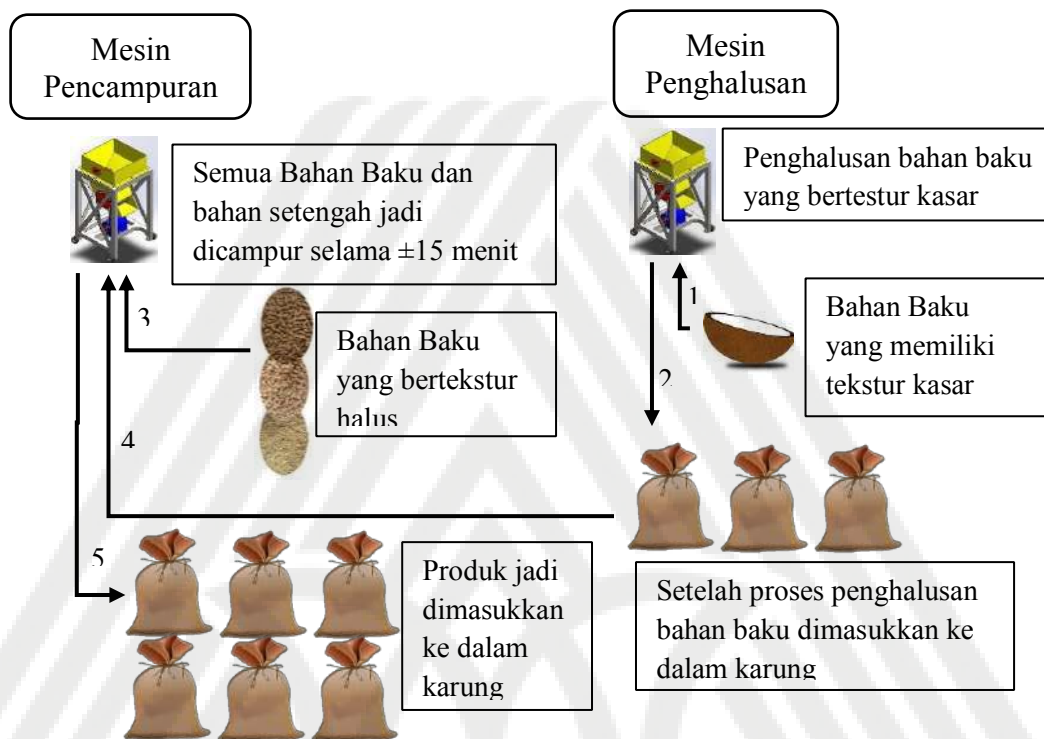 Mesin
Pencampuran
Mesin
Penghalusan
Semua Bahan Baku dan
bahan setengah jadi
dicampur selama ±15 menit
Penghalusan bahan baku
yang bertestur kasar
3
Bahan Baku
yang bertekstur
halus
1
Bahan Baku
yang memiliki
tekstur kasar
2
4
5
Produk jadi
dimasukkan
ke dalam
karung
Setelah proses penghalusan
bahan baku dimasukkan ke
dalam karung